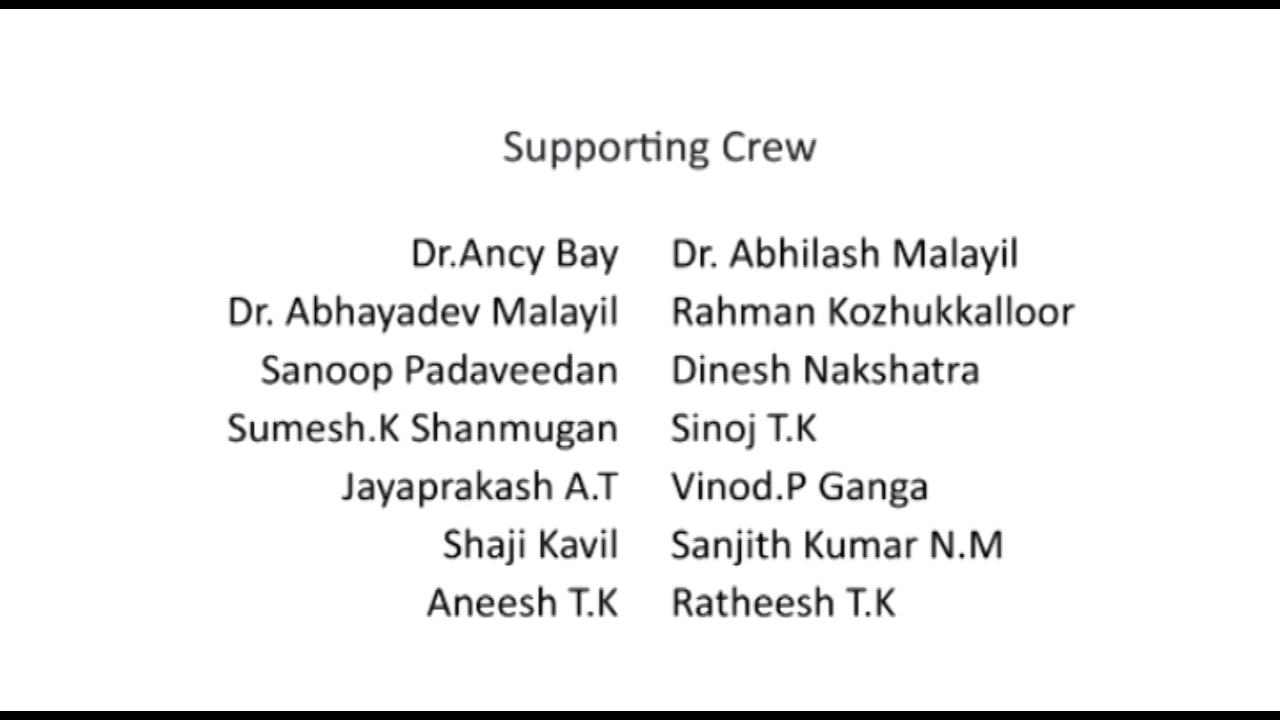 Supporting Crew
Dr.Ancy Bay Dr. Abhilash Malayil
Dr. Abhayadev Malayil Rahman Kozhukkalloor
Sanoop Padaveedan Dinesh Nakshatra
Sumesh.K Shanmugan Sinoj T.K
Jayaprakash A.T Vinod.P Ganga
Shaji Kavil Sanjith Kumar N.M
Aneesh T.K Ratheesh T.K